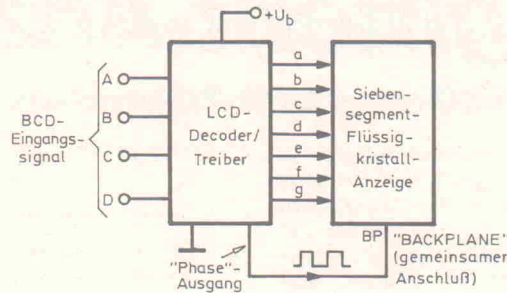 +U_b
A
B
C
D
BCD-
Eingangs-
signal
LCD-
Decoder/
Treiber
a
b
c
d
e
f
g
Sieben-
segment-
Flüssig-
kristall-
Anzeige
BP
"BACKPLANE"
(gemeinsamer
Anschluß)
"Phase"-
Ausgang